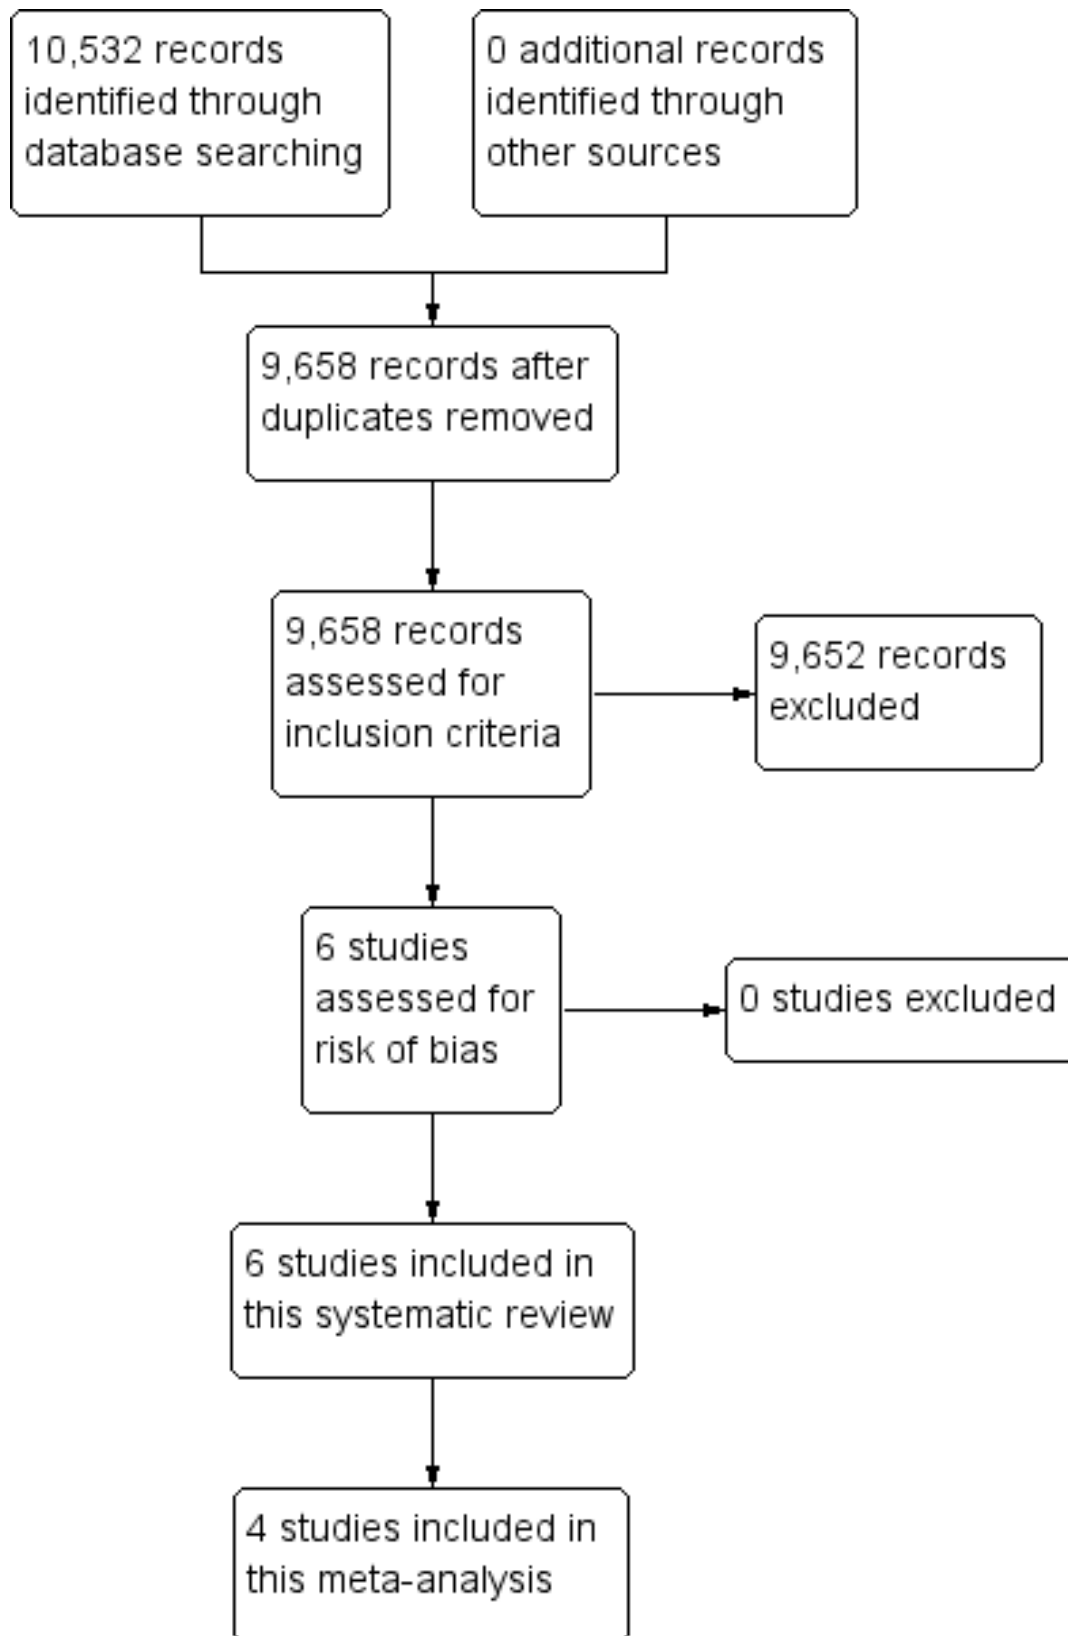 10,532 records
identified through
database searching
0 additional records
identified through
other sources
9,658 records after
duplicates removed
9,658 records
assessed for
inclusion criteria
9,652 records
excluded
6 studies
assessed for
risk of bias
0 studies excluded
6 studies included in
this systematic review
4 studies included in
this meta-analysis